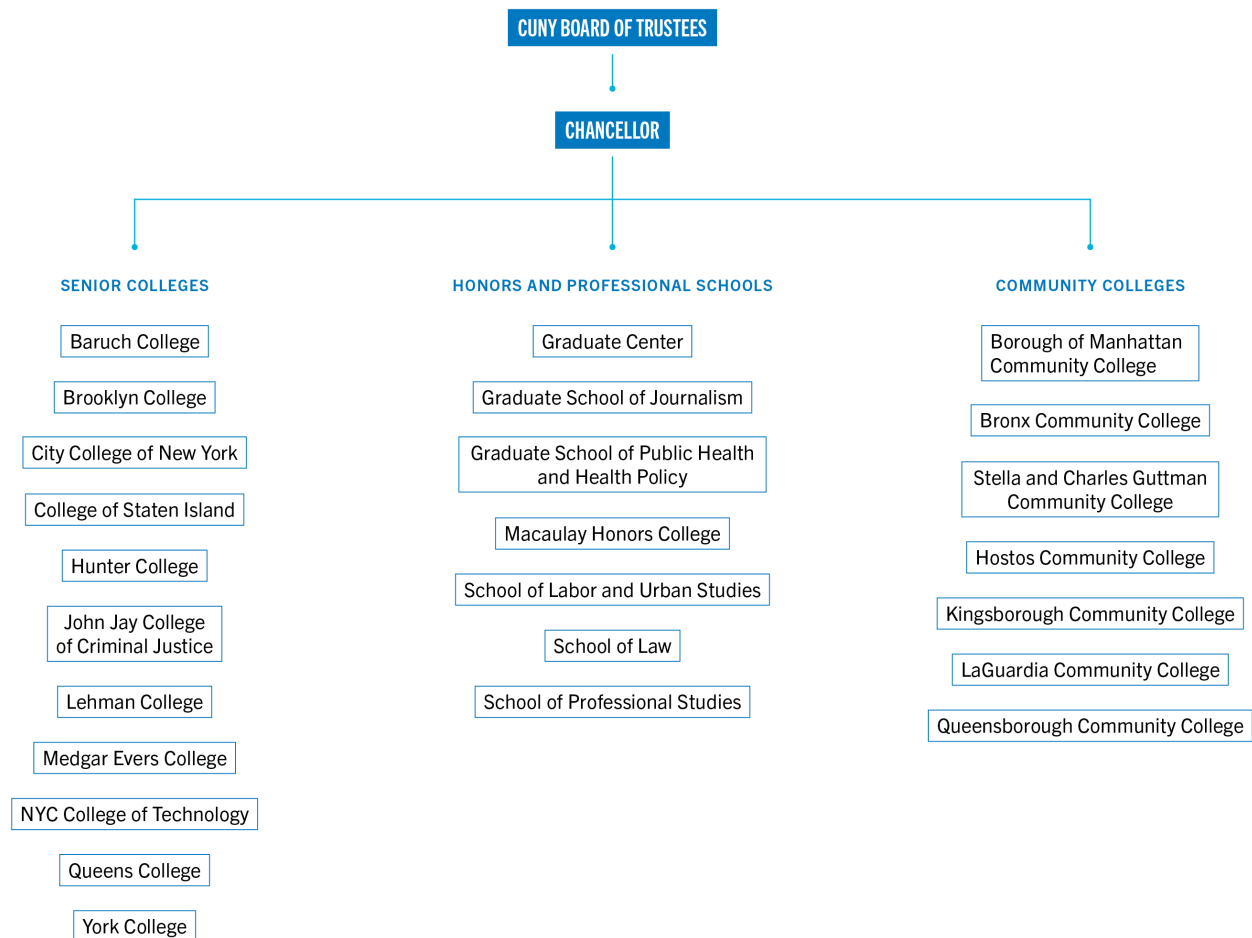 CUNY BOARD OF TRUSTEES
CHANCELLOR
SENIOR COLLEGES
Baruch College
Brooklyn College
City College of New York
College of Staten Island
Hunter College
John Jay College
of Criminal Justice
Lehman College
Medgar Evers College
NYC College of Technology
Queens College
York College
HONORS AND PROFESSIONAL SCHOOLS
Graduate Center
Graduate School of Journalism
Graduate School of Public Health
and Health Policy
Macaulay Honors College
School of Labor and Urban Studies
School of Law
School of Professional Studies
COMMUNITY COLLEGES
Borough of Manhattan
Community College
Bronx Community College
Stella and Charles Guttman
Community College
Hostos Community College
Kingsborough Community College
LaGuardia Community College
Queensborough Community College